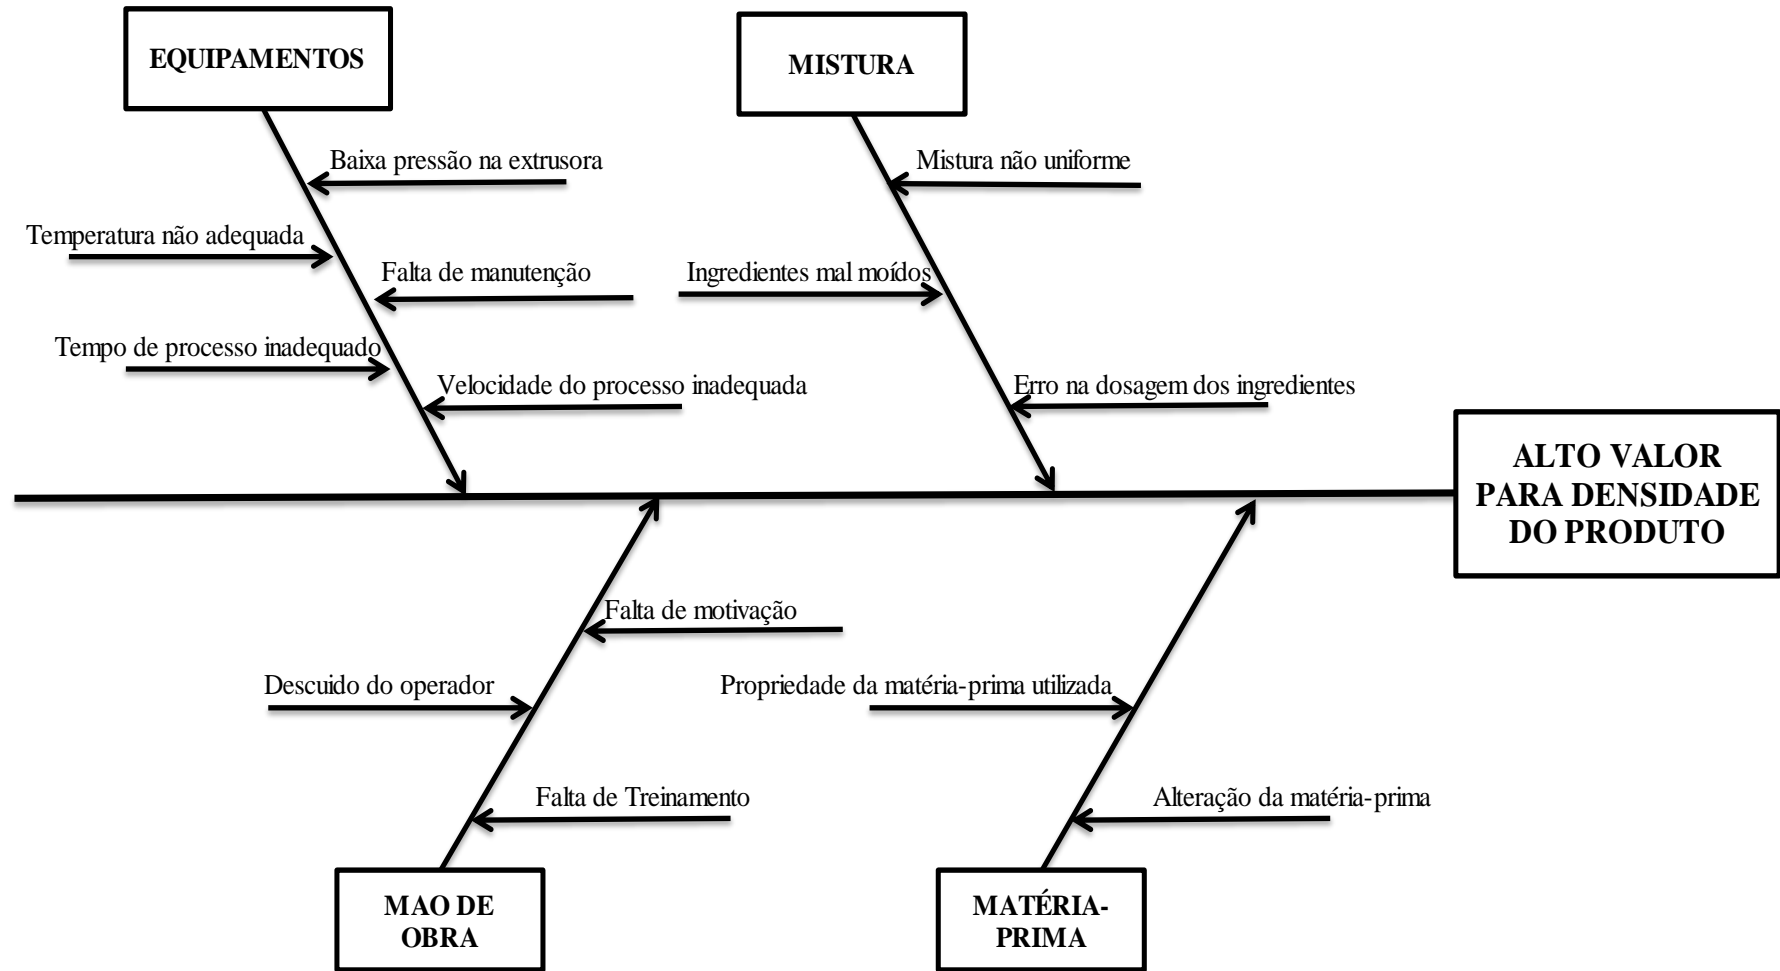 EQUIPAMENTOS
MISTURA
Baixa pressão na extrusora
Mistura não uniforme
Temperatura não adequada
Falta de manutenção
Ingredientes mal moídos
Tempo de processo inadequado
Velocidade do processo inadequada
Erro na dosagem dos ingredientes
ALTO VALOR
PARA DENSIDADE
DO PRODUTO
Falta de motivação
Descuido do operador
Propriedade da matéria-prima utilizada
Falta de Treinamento
Alteração da matéria-prima
MAO DE
OBRA
MATÉRIA-
PRIMA